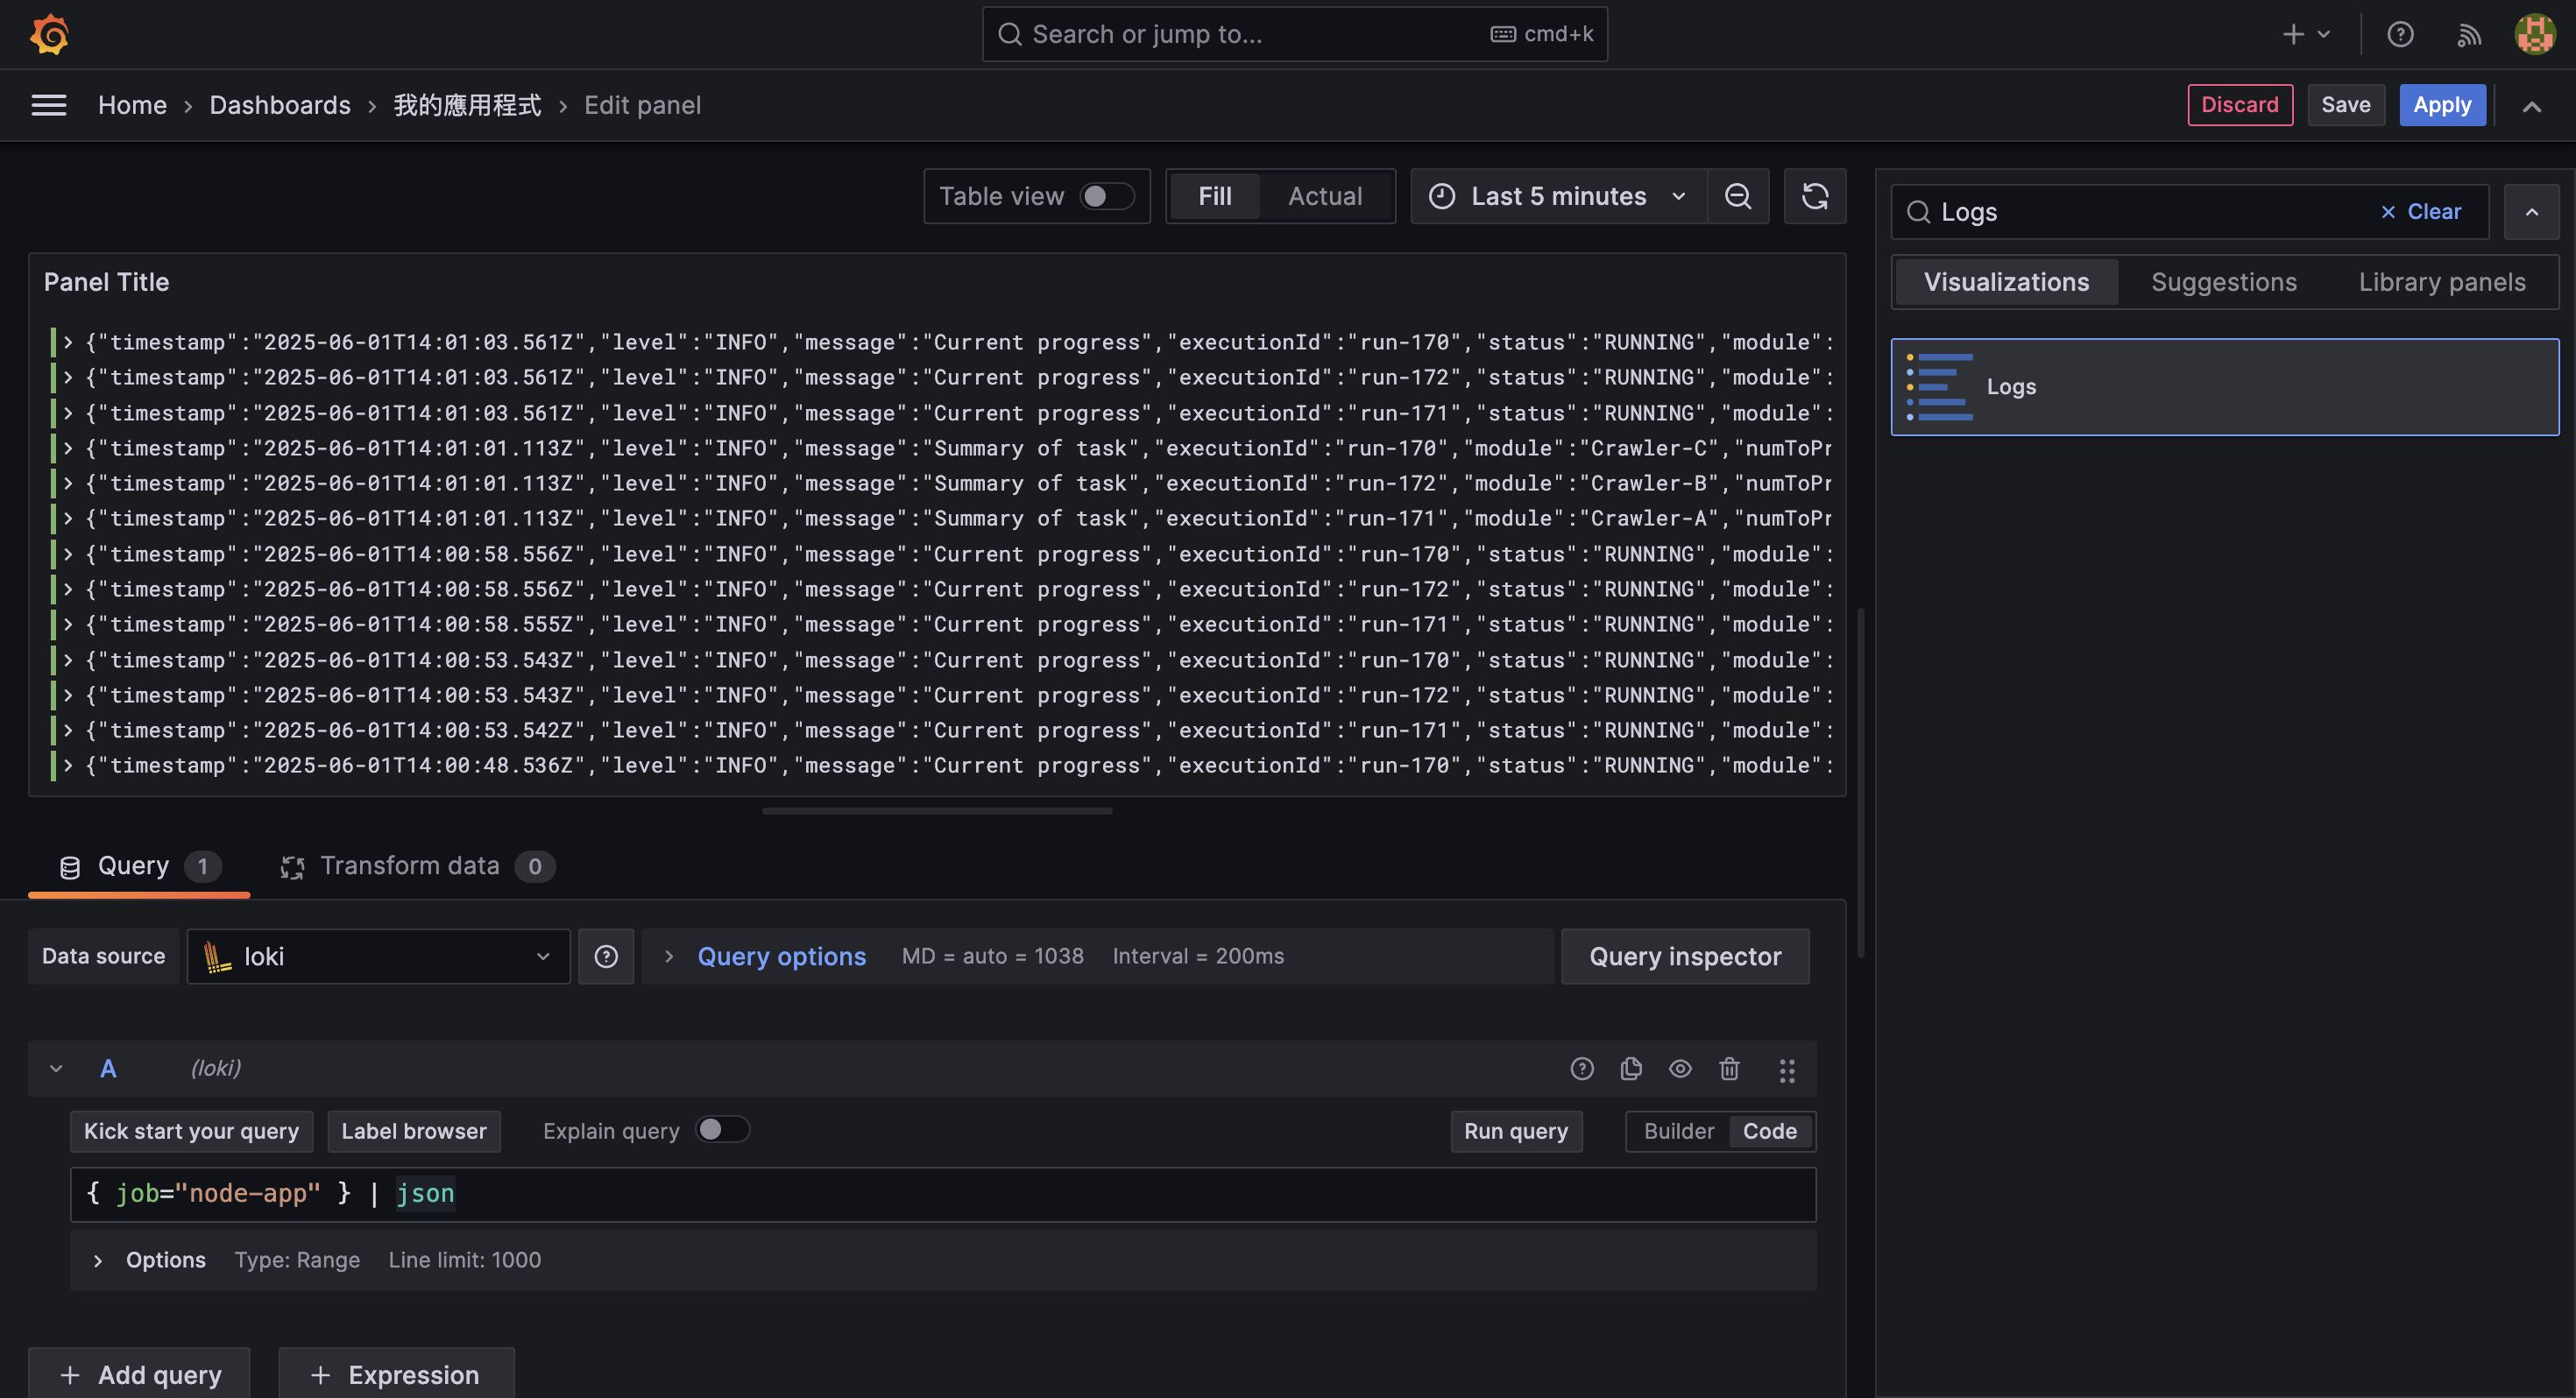 Search or jump to... cmd+k
Home › Dashboards › 我的應用程式 › Edit panel
Discard Save Apply
Table view Fill Actual Last 5 minutes
Logs Clear
Visualizations Suggestions Library panels
Logs
Panel Title
{"timestamp":"2025-06-01T14:01:03.561Z","level":"INFO","message":"Current progress","executionId":"run-170","status":"RUNNING","module":
{"timestamp":"2025-06-01T14:01:03.561Z","level":"INFO","message":"Current progress","executionId":"run-172","status":"RUNNING","module":
{"timestamp":"2025-06-01T14:01:03.561Z","level":"INFO","message":"Current progress","executionId":"run-171","status":"RUNNING","module":
{"timestamp":"2025-06-01T14:01:01.113Z","level":"INFO","message":"Summary of task","executionId":"run-170","module":"Crawler-C","numToPr
{"timestamp":"2025-06-01T14:01:01.113Z","level":"INFO","message":"Summary of task","executionId":"run-172","module":"Crawler-B","numToPr
{"timestamp":"2025-06-01T14:01:01.113Z","level":"INFO","message":"Summary of task","executionId":"run-171","module":"Crawler-A","numToPr
{"timestamp":"2025-06-01T14:00:58.556Z","level":"INFO","message":"Current progress","executionId":"run-170","status":"RUNNING","module":
{"timestamp":"2025-06-01T14:00:58.556Z","level":"INFO","message":"Current progress","executionId":"run-172","status":"RUNNING","module":
{"timestamp":"2025-06-01T14:00:58.555Z","level":"INFO","message":"Current progress","executionId":"run-171","status":"RUNNING","module":
{"timestamp":"2025-06-01T14:00:53.543Z","level":"INFO","message":"Current progress","executionId":"run-170","status":"RUNNING","module":
{"timestamp":"2025-06-01T14:00:53.543Z","level":"INFO","message":"Current progress","executionId":"run-172","status":"RUNNING","module":
{"timestamp":"2025-06-01T14:00:53.542Z","level":"INFO","message":"Current progress","executionId":"run-171","status":"RUNNING","module":
{"timestamp":"2025-06-01T14:00:48.536Z","level":"INFO","message":"Current progress","executionId":"run-170","status":"RUNNING","module":
Query 1 Transform data 0
Data source loki Query options MD = auto = 1038 Interval = 200ms Query inspector
A (loki)
Kick start your query Label browser Explain query Run query Builder Code
{ job="node-app" } | json
Options Type: Range Line limit: 1000
+ Add query + Expression